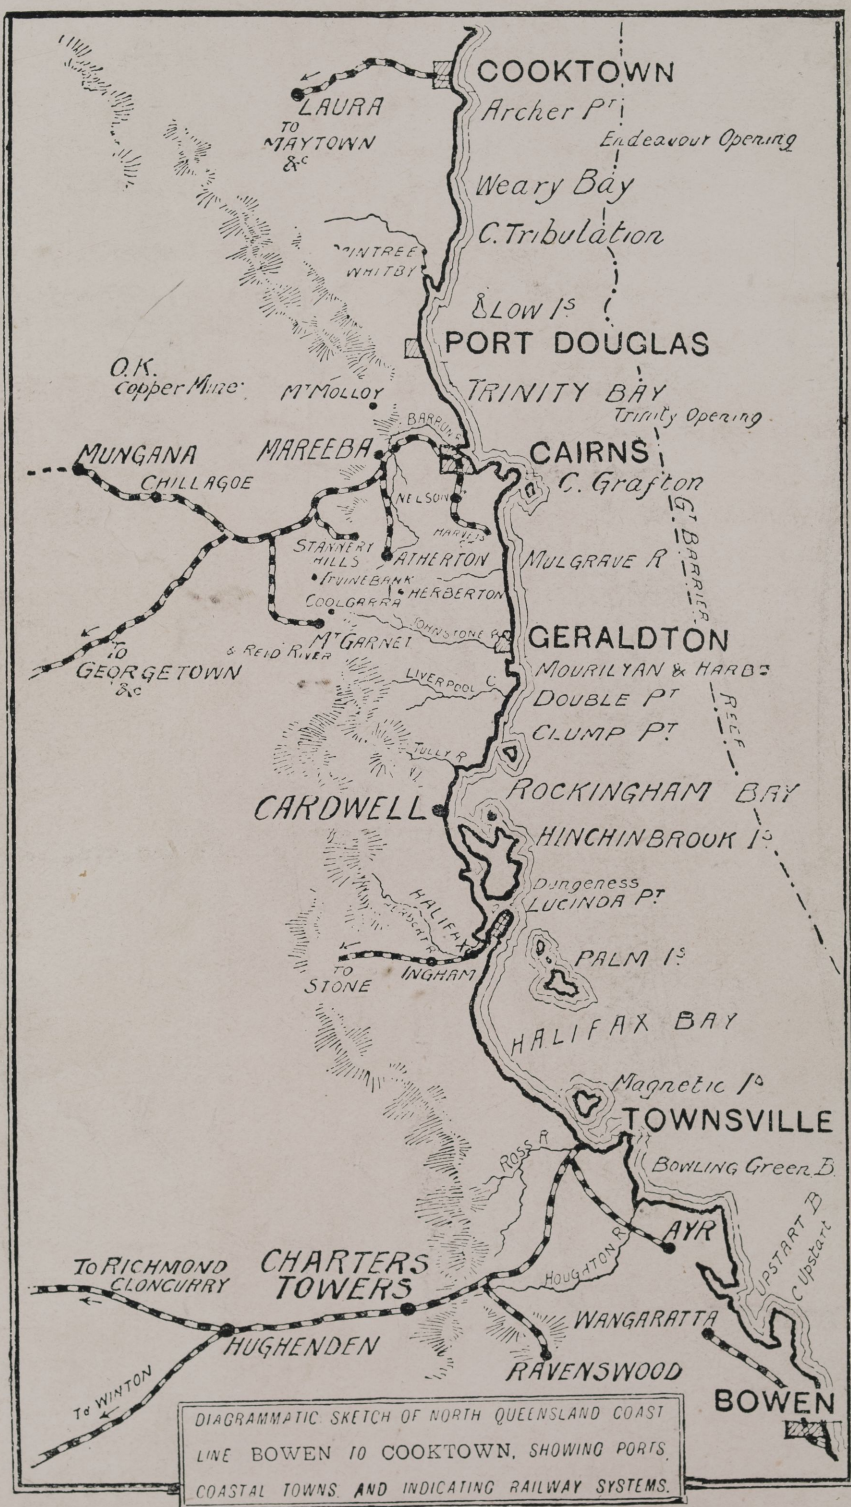 COOKTOWN
Archer Pt
LAURA
TO
MAYTOWN
&c
Endeavour Opening
Weary Bay
C. Tribulation
WHITBY
LOW Is
PORT DOUGLAS
O.K.
Copper Mine
Mt MOLLOY
TRINITY BAY
Trinity Opening
BARRON
MUNGANA
MAREEBA
CAIRNS
CHILLAGOE
C. Grafton
NELSON
Gt BARRIER
REEF
STANNERY
HILLS
ATHERTON
MULGRAVE R
IRVINEBANK
HERBERTON
COOLGARRA
JOHNSTONE R
GERALDTON
Mt GARNET
& REID RIVER
TO
GEORGETOWN
&c
MOURILYAN & HARBR
LIVERPOOL C
DOUBLE PT
CLUMP PT
TULLY R
ROCKINGHAM BAY
CARDWELL
HINCHINBROOK Is
Dungeness
LUCINDA PT
HALIFAX
TO
STONE
INGHAM
PALM Is
HALIFAX BAY
Magnetic Is
TOWNSVILLE
ROSS R
BOWLING Green B.
AYR
UPSTART B
C Upstart
HOUGHTON R
To RICHMOND
CLONCURRY
CHARTERS
TOWERS
WANGARATTA
HUGHENDEN
RAVENSWOOD
To WINTON
BOWEN
DIAGRAMMATIC SKETCH OF NORTH QUEENSLAND COAST
LINE BOWEN TO COOKTOWN, SHOWING PORTS,
COASTAL TOWNS, AND INDICATING RAILWAY SYSTEMS.